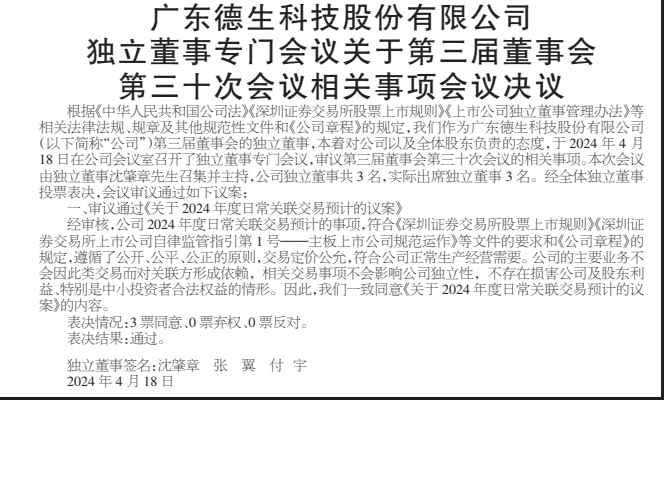 广东德生科技股份有限公司
独立董事专门会议关于第三届董事会
第三十次会议相关事项会议决议
根据《中华人民共和国公司法》《深圳证券交易所股票上市规则》《上市公司独立董事管理办法》等
相关法律法规、规章及其他规范性文件和《公司章程》的规定,我们作为广东德生科技股份有限公司
(以下简称“公司”)第三届董事会的独立董事,本着对公司以及全体股东负责的态度,于 2024 年 4 月
18 日在公司会议室召开了独立董事专门会议,审议第三届董事会第三十次会议的相关事项。本次会议
由独立董事沈肇章先生召集并主持,公司独立董事共 3 名,实际出席独立董事 3 名。经全体独立董事
投票表决,会议审议通过如下议案:
一、审议通过《关于 2024 年度日常关联交易预计的议案》
经审核,公司 2024 年度日常关联交易预计的事项,符合《深圳证券交易所股票上市规则》《深圳证
券交易所上市公司自律监管指引第 1 号——主板上市公司规范运作》等文件的要求和《公司章程》的
规定,遵循了公开、公平、公正的原则,交易定价公允,符合公司正常生产经营需要。公司的主要业务不
会因此类交易而对关联方形成依赖，相关交易事项不会影响公司独立性，不存在损害公司及股东利
益、特别是中小投资者合法权益的情形。因此,我们一致同意《关于 2024 年度日常关联交易预计的议
案》的内容。
表决情况:3 票同意、0 票弃权、0 票反对。
表决结果:通过。
独立董事签名:沈肇章 张 翼 付 宇
2024 年 4 月 18 日